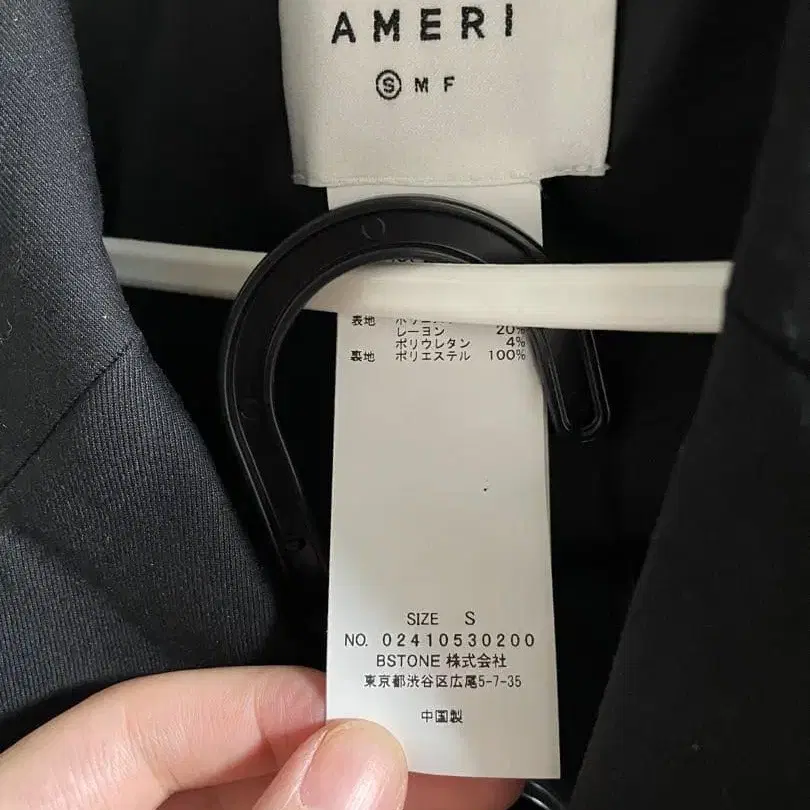 AMERI
Ⓢ M F
表地
レーヨン 20%
ポリウレタン 4%
裏地 ポリエステル 100%
SIZE S
NO. 02410530200
BSTONE 株式会社
東京都渋谷区広尾5-7-35
中国製